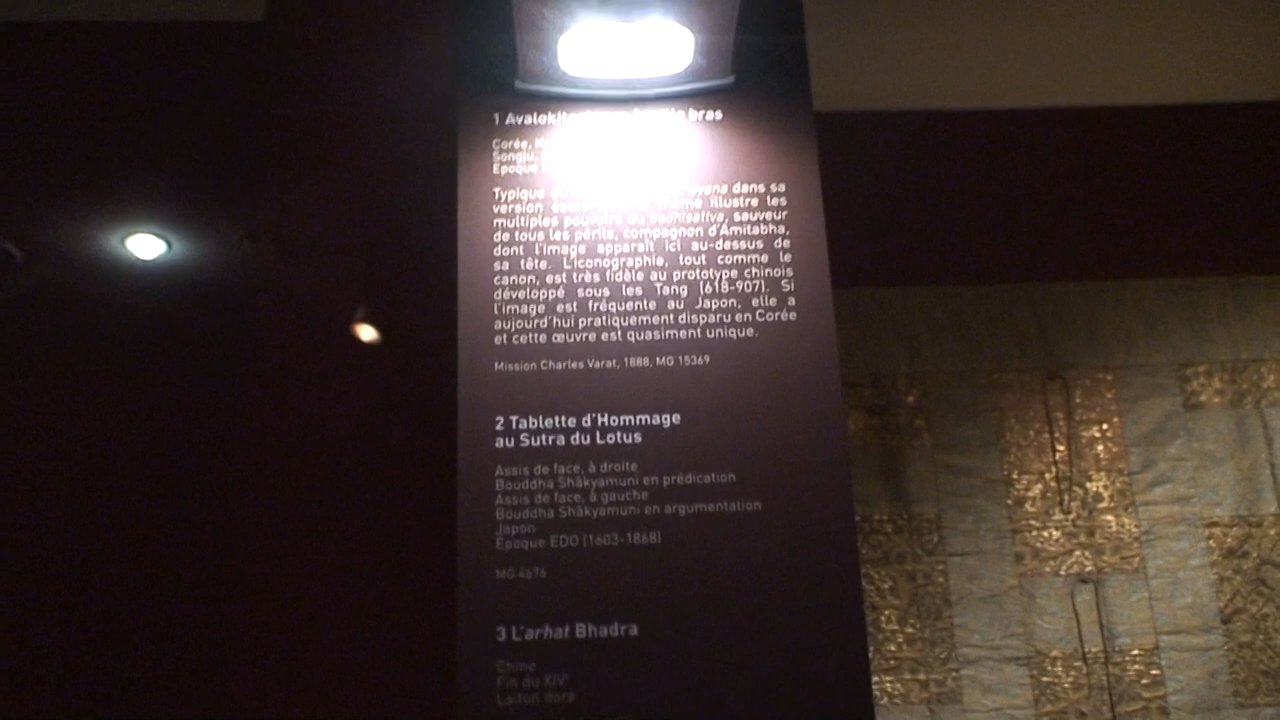 1 bras
Corée,
Songju,
Epoque
Typique dans sa
version illustre les
multiples pouvoirs du bodhisattva, sauveur
de tous les périls, compagnon d'Amitabha,
dont l'image apparaît ici au-dessus de
sa tête. L'iconographie, tout comme le
canon, est très fidèle au prototype chinois
développé sous les Tang (618-907). Si
l'image est fréquente au Japon, elle a
aujourd'hui pratiquement disparu en Corée
et cette œuvre est quasiment unique.
Mission Charles Varat, 1888, MG 15369
2 Tablette d'Hommage
au Sutra du Lotus
Assis de face, à droite
Bouddha Shâkyamuni en prédication
Assis de face, à gauche
Bouddha Shâkyamuni en argumentation
Japon
Epoque EDO (1603-1868)
MG 4676
3 L'arhat Bhadra
Chine
Fin du XIVe
Laiton doré